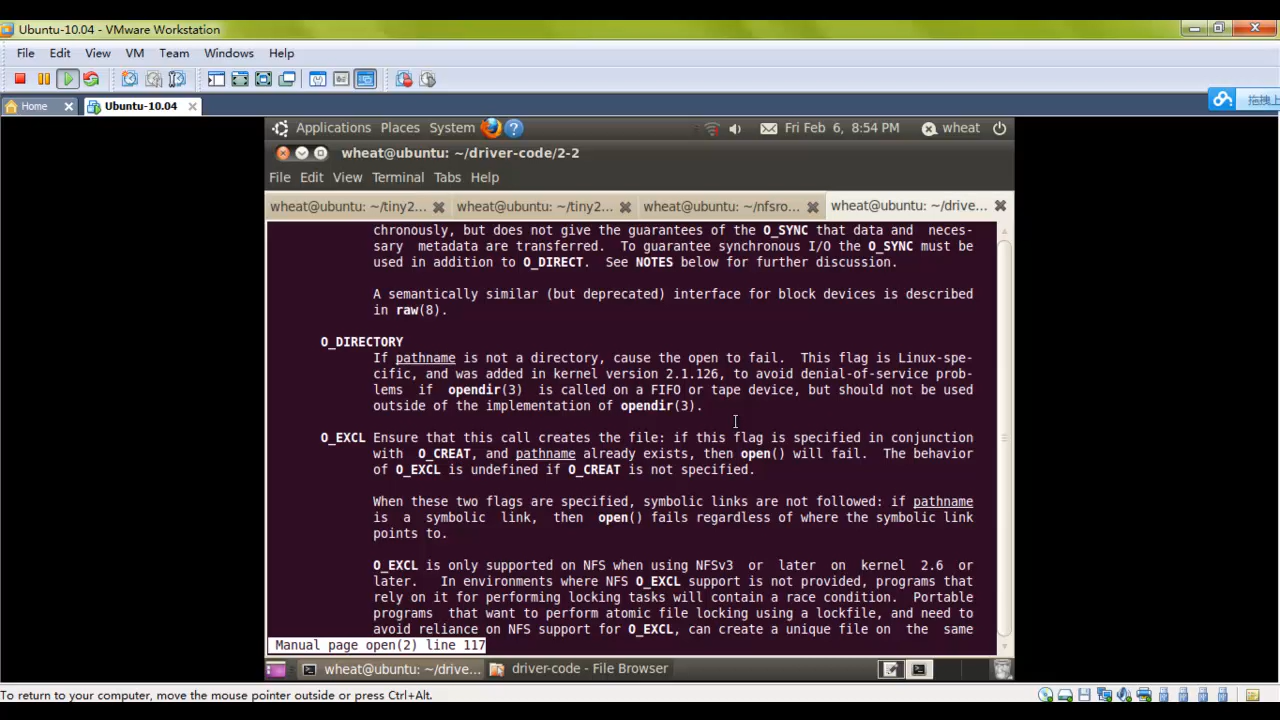 Ubuntu-10.04 - VMware Workstation
File Edit View VM Team Windows Help
Home Ubuntu-10.04
拖拽上
Applications Places System Fri Feb 6, 8:54 PM wheat
wheat@ubuntu: ~/driver-code/2-2
File Edit View Terminal Tabs Help
wheat@ubuntu: ~/tiny2... wheat@ubuntu: ~/tiny2... wheat@ubuntu: ~/nfsro... wheat@ubuntu: ~/drive...
chronously, but does not give the guarantees of the O_SYNC that data and neces-
sary metadata are transferred. To guarantee synchronous I/O the O_SYNC must be
used in addition to O_DIRECT. See NOTES below for further discussion.
A semantically similar (but deprecated) interface for block devices is described
in raw(8).
O_DIRECTORY
If pathname is not a directory, cause the open to fail. This flag is Linux-spe-
cific, and was added in kernel version 2.1.126, to avoid denial-of-service prob-
lems if opendir(3) is called on a FIFO or tape device, but should not be used
outside of the implementation of opendir(3).
O_EXCL Ensure that this call creates the file: if this flag is specified in conjunction
with O_CREAT, and pathname already exists, then open() will fail. The behavior
of O_EXCL is undefined if O_CREAT is not specified.
When these two flags are specified, symbolic links are not followed: if pathname
is a symbolic link, then open() fails regardless of where the symbolic link
points to.
O_EXCL is only supported on NFS when using NFSv3 or later on kernel 2.6 or
later. In environments where NFS O_EXCL support is not provided, programs that
rely on it for performing locking tasks will contain a race condition. Portable
programs that want to perform atomic file locking using a lockfile, and need to
avoid reliance on NFS support for O_EXCL, can create a unique file on the same
Manual page open(2) line 117
wheat@ubuntu: ~/drive... driver-code - File Browser
To return to your computer, move the mouse pointer outside or press Ctrl+Alt.